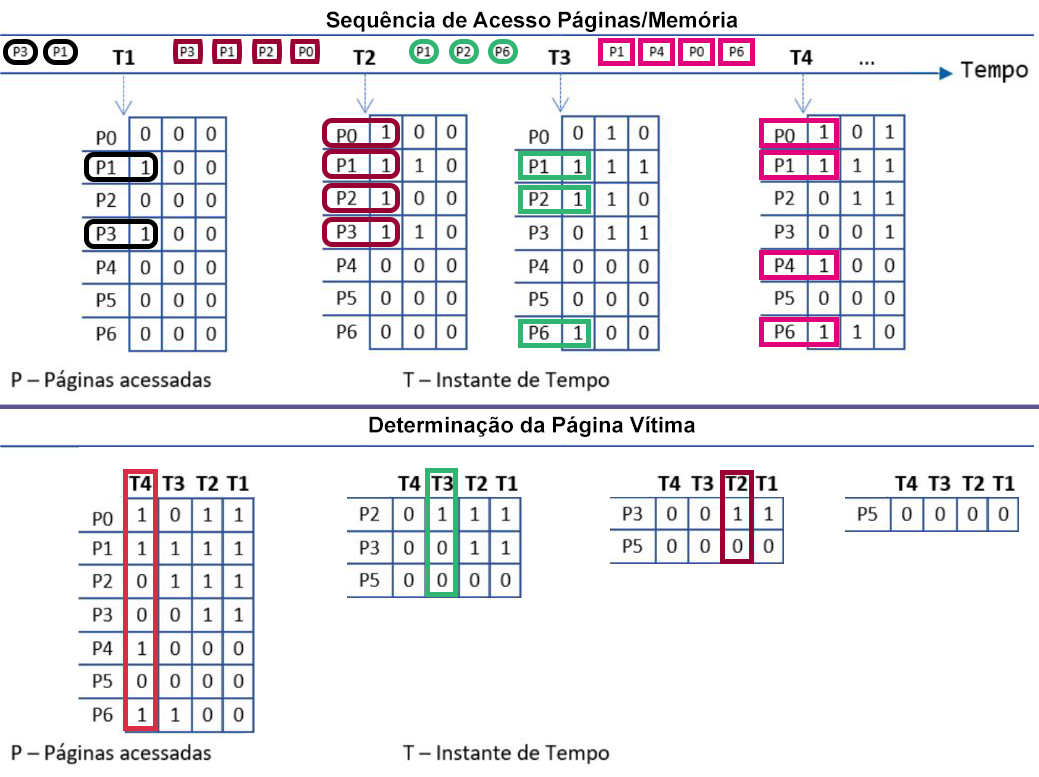 Sequência de Acesso Páginas/Memória
P3 P1 T1 P3 P1 P2 P0 T2 P1 P2 P6 T3 P1 P4 P0 P6 T4 ... Tempo
P0 0 0 0 P0 1 0 0 P0 0 1 0 P0 1 0 1
P1 1 0 0 P1 1 1 0 P1 1 1 1 P1 1 1 1
P2 0 0 0 P2 1 0 0 P2 1 1 0 P2 0 1 1
P3 1 0 0 P3 1 1 0 P3 0 1 1 P3 0 0 1
P4 0 0 0 P4 0 0 0 P4 0 0 0 P4 1 0 0
P5 0 0 0 P5 0 0 0 P5 0 0 0 P5 0 0 0
P6 0 0 0 P6 0 0 0 P6 1 0 0 P6 1 1 0
P – Páginas acessadas T – Instante de Tempo
Determinação da Página Vítima
T4 T3 T2 T1 T4 T3 T2 T1 T4 T3 T2 T1 T4 T3 T2 T1
P0 1 0 1 1 P2 0 1 1 1 P3 0 0 1 1 P5 0 0 0 0
P1 1 1 1 1 P3 0 0 1 1 P5 0 0 0 0
P2 0 1 1 1 P5 0 0 0 0
P3 0 0 1 1
P4 1 0 0 0
P5 0 0 0 0
P6 1 1 0 0
P – Páginas acessadas T – Instante de Tempo